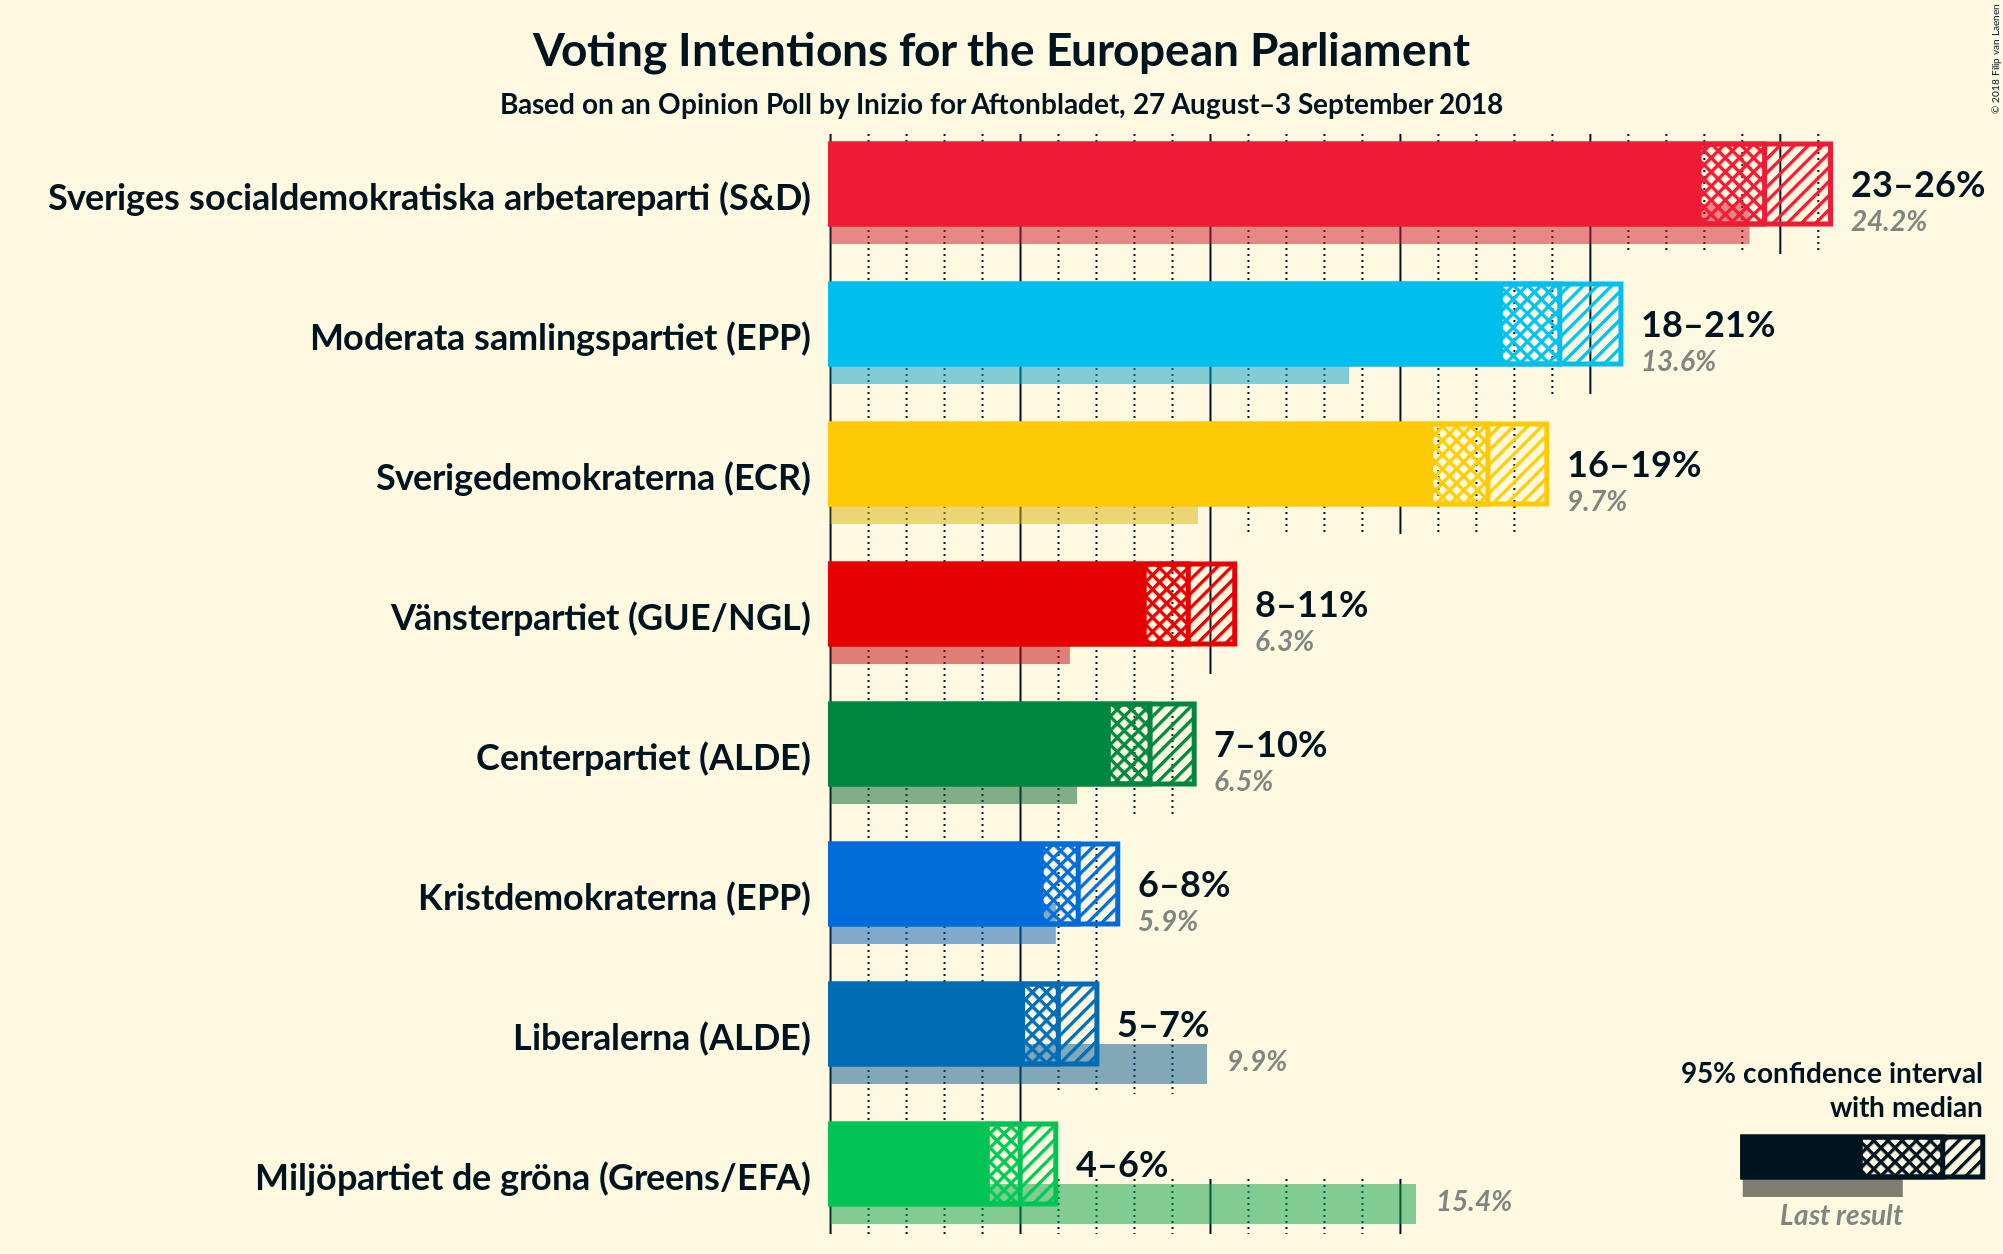 Voting Intentions for the European Parliament
Based on an Opinion Poll by Inizio for Aftonbladet, 27 August–3 September 2018
© 2018 Filip van Laenen
Sveriges socialdemokratiska arbetareparti (S&D)
23–26%
24.2%
Moderata samlingspartiet (EPP)
18–21%
13.6%
Sverigedemokraterna (ECR)
16–19%
9.7%
Vänsterpartiet (GUE/NGL)
8–11%
6.3%
Centerpartiet (ALDE)
7–10%
6.5%
Kristdemokraterna (EPP)
6–8%
5.9%
Liberalerna (ALDE)
5–7%
9.9%
Miljöpartiet de gröna (Greens/EFA)
4–6%
15.4%
95% confidence interval
with median
Last result